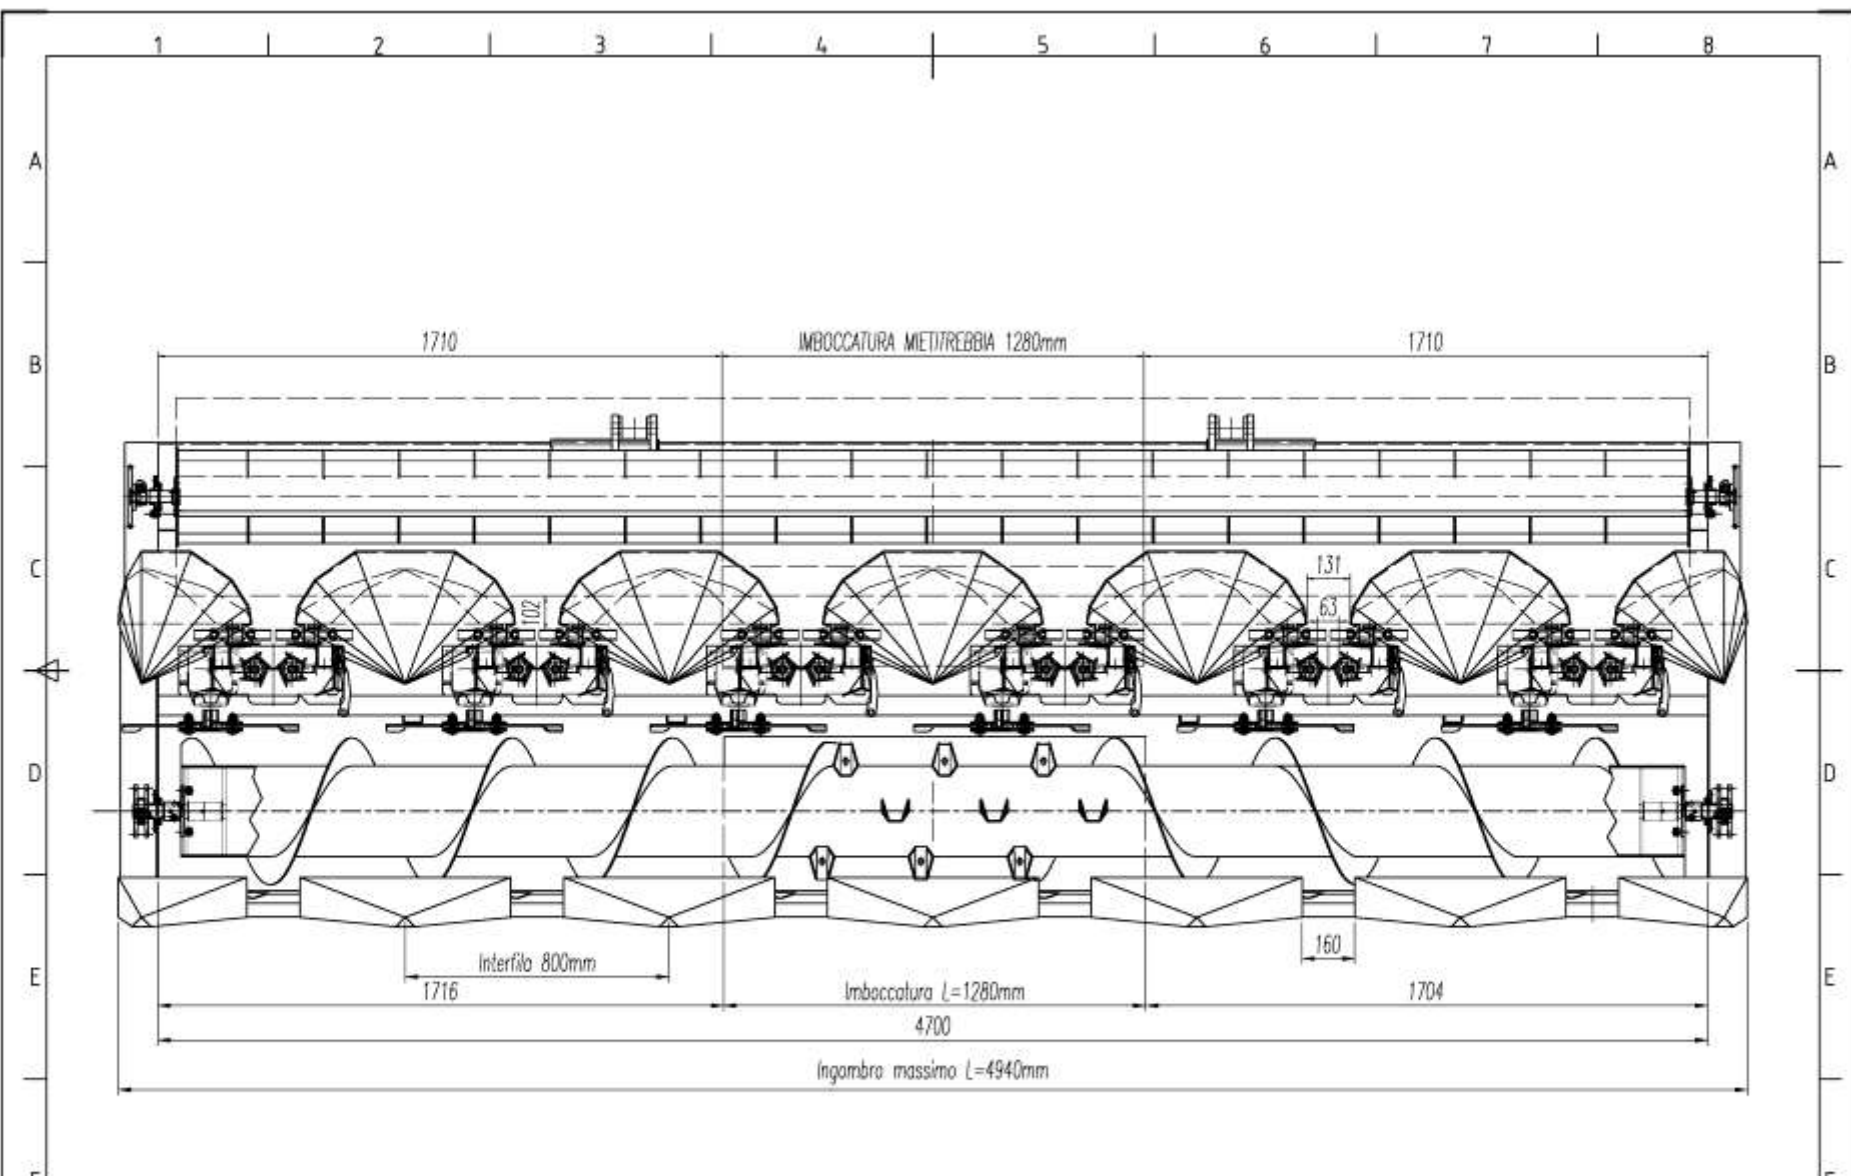 1 2 3 4 5 6 7 8
A A
1710 IMBOCCATURA MIETITREBBIA 1280mm 1710
B B
C C
131
63
102
D D
160
Interfila 800mm
E E
1716 Imboccatura L=1280mm 1704
4700
Ingombro massimo L=4940mm